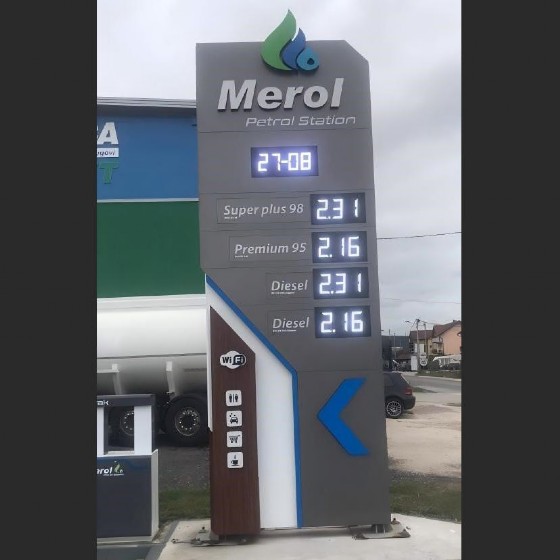 Merol
Petrol Station
27-08
Super plus 98 2.31
Premium 95 2.16
Diesel 2.31
Diesel 2.16
WiFi
Merol